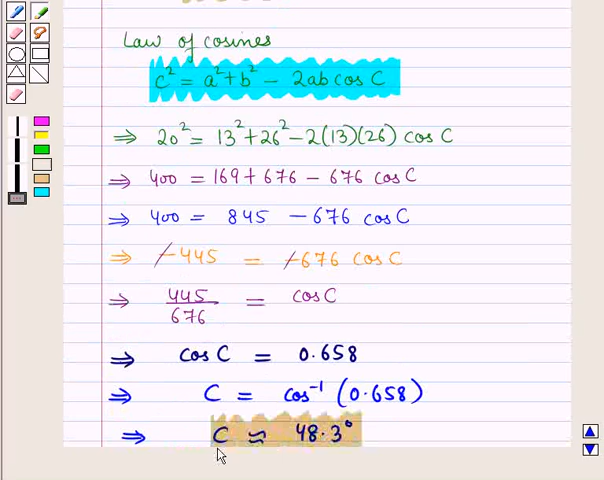 Law of cosines
c² = a² + b² - 2ab cos C
⇒ 20² = 13² + 26² - 2(13)(26) cos C
⇒ 400 = 169 + 676 - 676 cos C
⇒ 400 = 845 - 676 cos C
⇒ -445 = -676 cos C
⇒ 445/676 = cos C
⇒ cos C = 0.658
⇒ C = cos⁻¹ (0.658)
⇒ C ≈ 48.3°